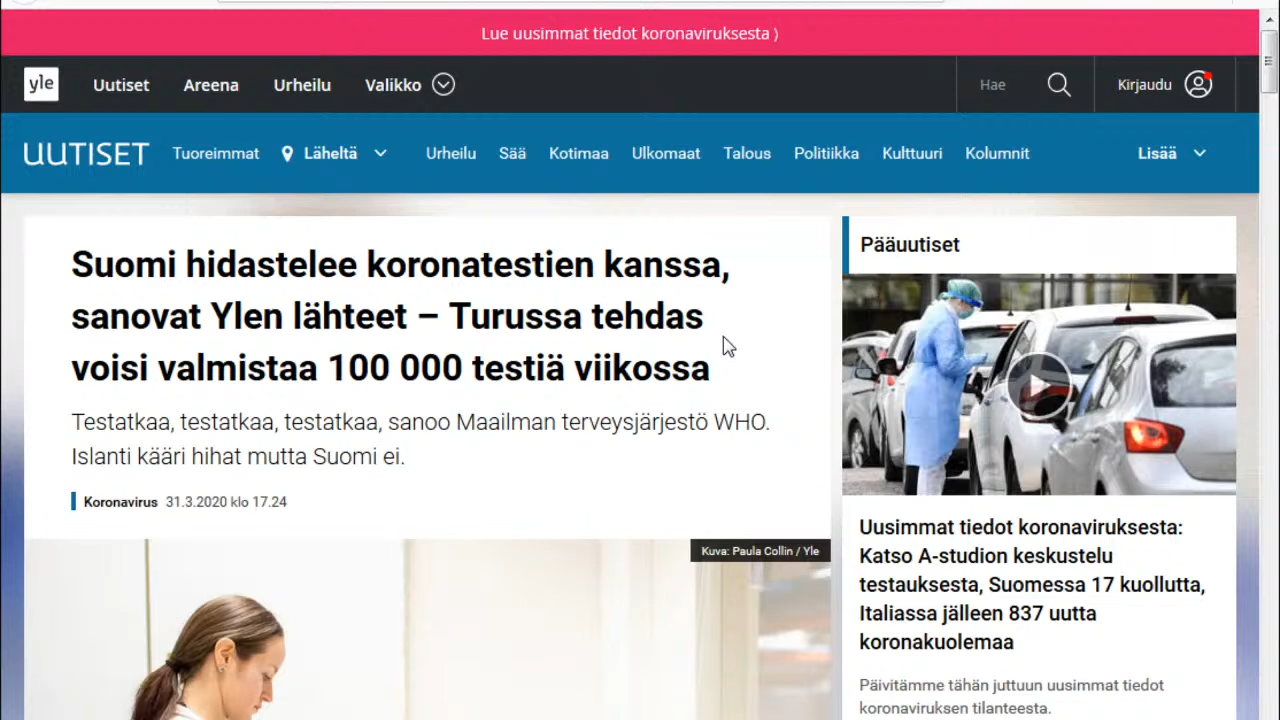 Lue uusimmat tiedot koronaviruksesta )
yle Uutiset Areena Urheilu Valikko Hae Kirjaudu
UUTISET Tuoreimmat Läheltä Urheilu Sää Kotimaa Ulkomaat Talous Politiikka Kulttuuri Kolumnit Lisää
Suomi hidastelee koronatestien kanssa,
sanovat Ylen lähteet – Turussa tehdas
voisi valmistaa 100 000 testiä viikossa
Testatkaa, testatkaa, testatkaa, sanoo Maailman terveysjärjestö WHO.
Islanti kääri hihat mutta Suomi ei.
Koronavirus 31.3.2020 klo 17.24
Kuva: Paula Collin / Yle
Pääuutiset
Uusimmat tiedot koronaviruksesta:
Katso A-studion keskustelu
testauksesta, Suomessa 17 kuollutta,
Italiassa jälleen 837 uutta
koronakuolemaa
Päivitämme tähän juttuun uusimmat tiedot
koronaviruksen tilanteesta.